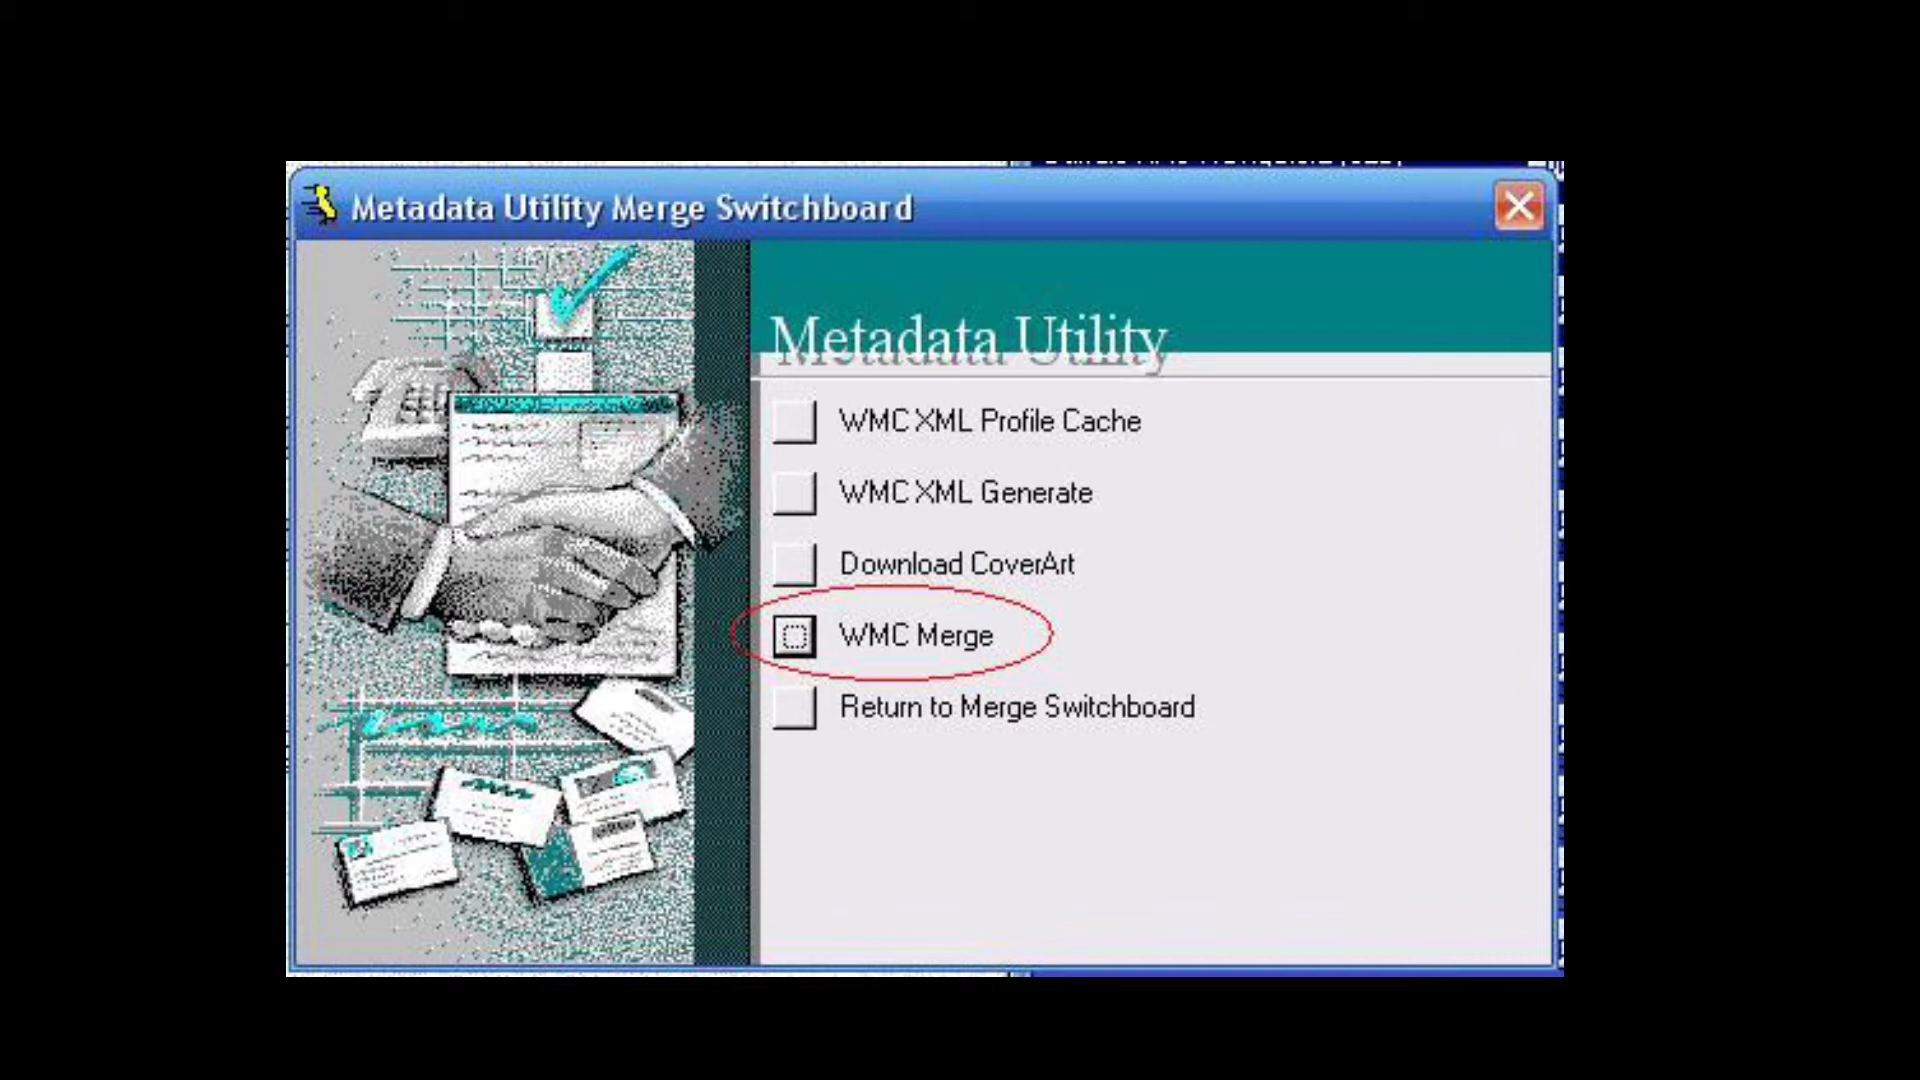 Metadata Utility Merge Switchboard
Metadata Utility
WMC XML Profile Cache
WMC XML Generate
Download CoverArt
WMC Merge
Return to Merge Switchboard